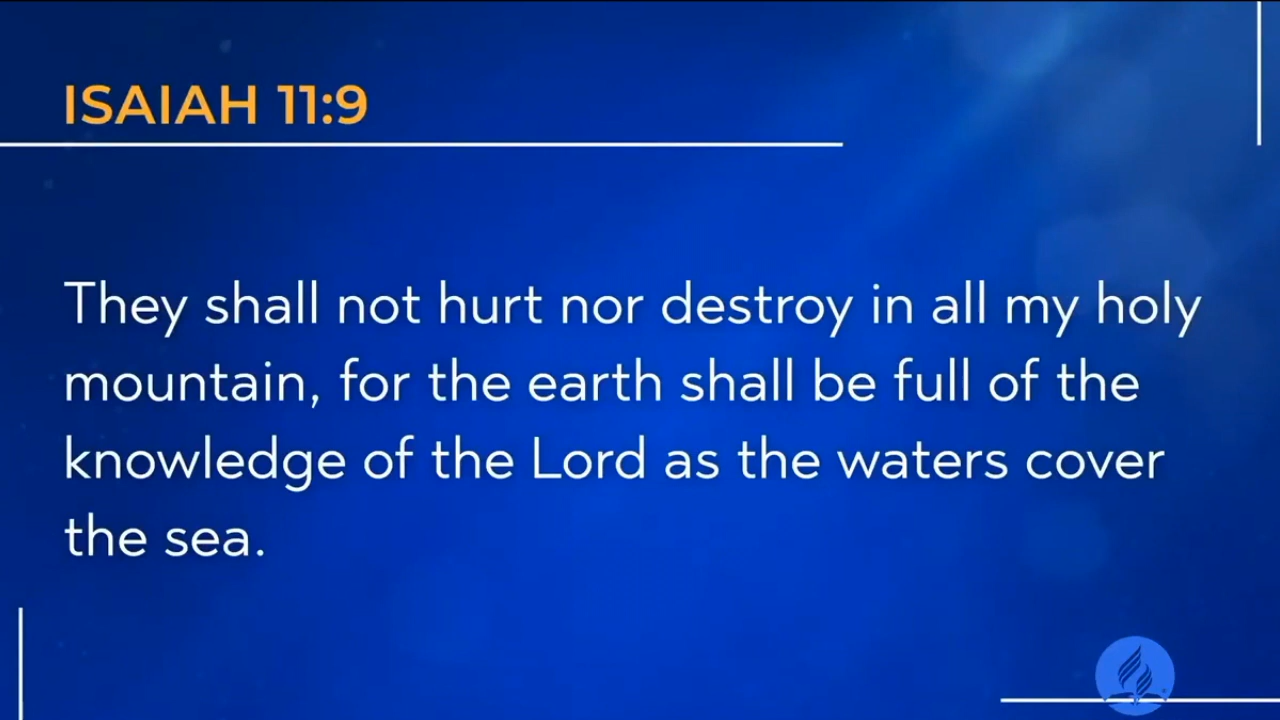 ISAIAH 11:9
They shall not hurt nor destroy in all my holy
mountain, for the earth shall be full of the
knowledge of the Lord as the waters cover
the sea.